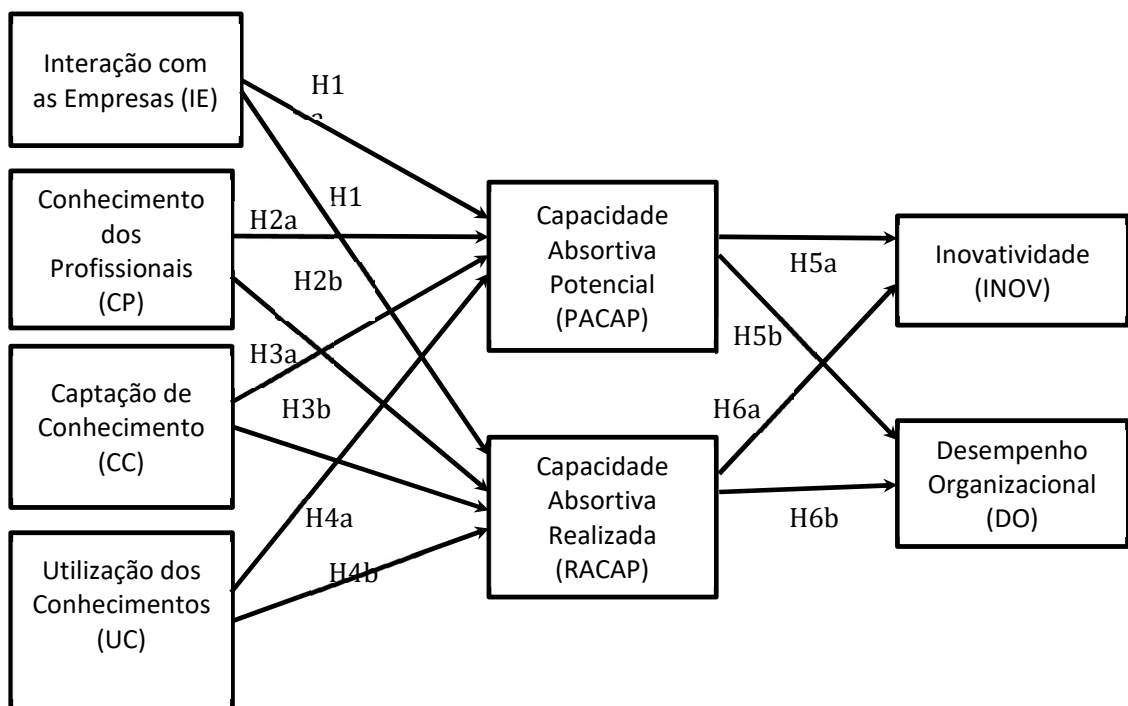 Interação com
as Empresas (IE)
Conhecimento
dos
Profissionais
(CP)
Captação de
Conhecimento
(CC)
Utilização dos
Conhecimentos
(UC)
H1
H1
H2a
H2b
H3a
H3b
H4a
H4b
Capacidade
Absortiva
Potencial
(PACAP)
Capacidade
Absortiva
Realizada
(RACAP)
H5a
H5b
H6a
H6b
Inovatividade
(INOV)
Desempenho
Organizacional
(DO)